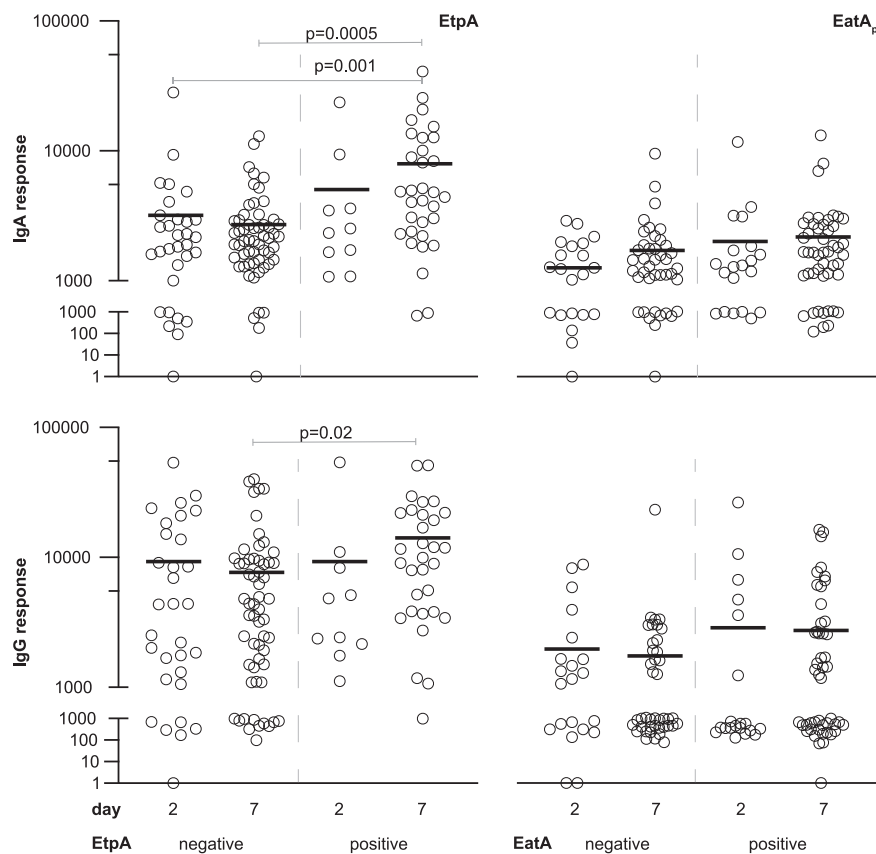 100000 EtpA EatAp
p=0.0005
p=0.001
10000
IgA response
1000
1000
100
10
1
100000
p=0.02
10000
IgG response
1000
1000
100
10
1
day 2 7 2 7 2 7 2 7
EtpA negative positive EatA negative positive